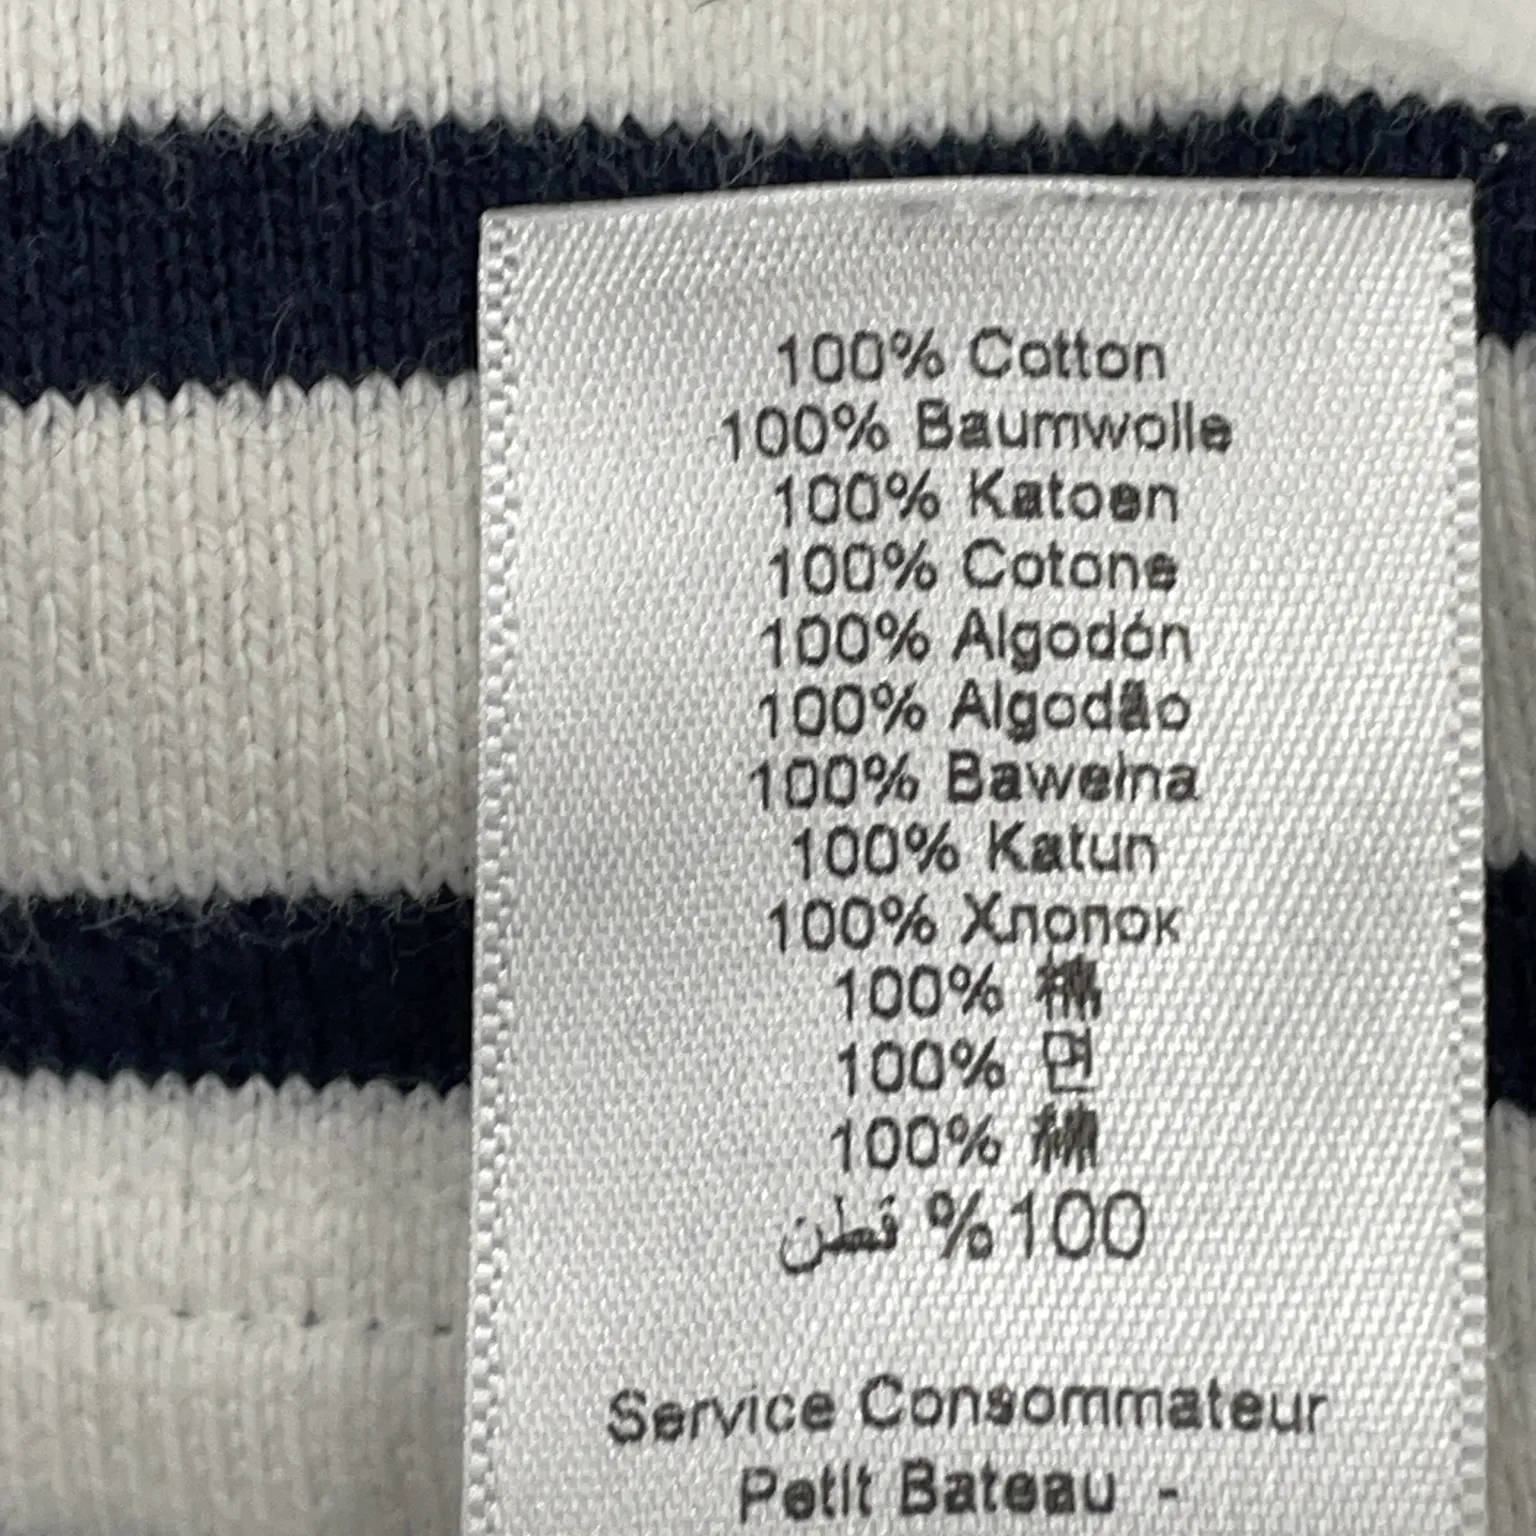 100% Cotton
100% Baumwolle
100% Katoen
100% Cotone
100% Algodón
100% Algodão
100% Bawełna
100% Katun
100% Хлопок
100% 棉
100% 면
100% 綿
100% قطن
Service Consommateur
Petit Bateau -